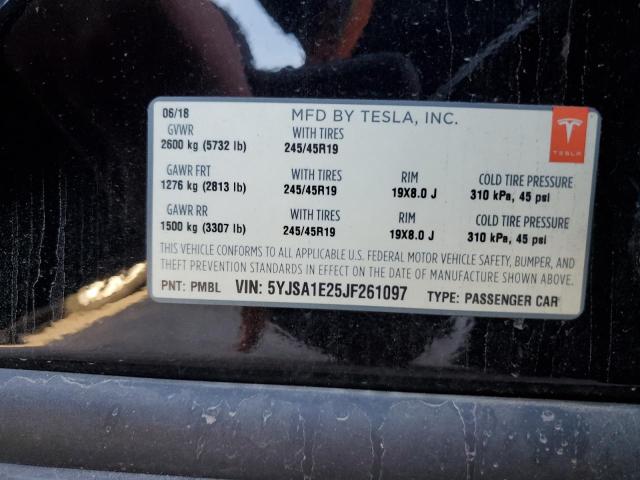 06/18 MFD BY TESLA, INC.
GVWR WITH TIRES
2600 kg (5732 lb) 245/45R19
TESLA
GAWR FRT WITH TIRES RIM COLD TIRE PRESSURE
1276 kg (2813 lb) 245/45R19 19X8.0 J 310 kPa, 45 psi
GAWR RR WITH TIRES RIM COLD TIRE PRESSURE
1500 kg (3307 lb) 245/45R19 19X8.0 J 310 kPa, 45 psi
THIS VEHICLE CONFORMS TO ALL APPLICABLE U.S. FEDERAL MOTOR VEHICLE SAFETY, BUMPER, AND
THEFT PREVENTION STANDARDS IN EFFECT ON THE DATE OF MANUFACTURE SHOWN ABOVE.
PNT: PMBL VIN: 5YJSA1E25JF261097 TYPE: PASSENGER CAR